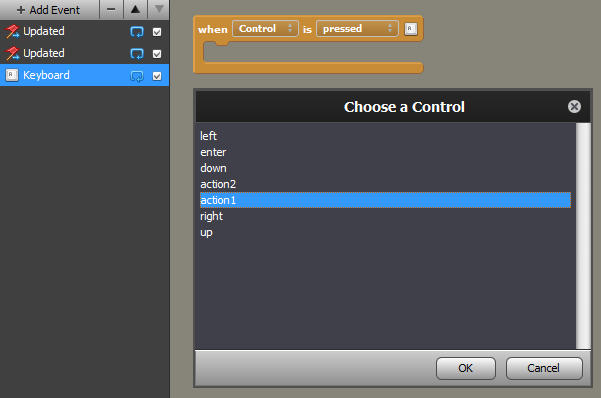 + Add Event
Updated
Updated
Keyboard
when Control is pressed
Choose a Control
left
enter
down
action2
action1
right
up
OK
Cancel